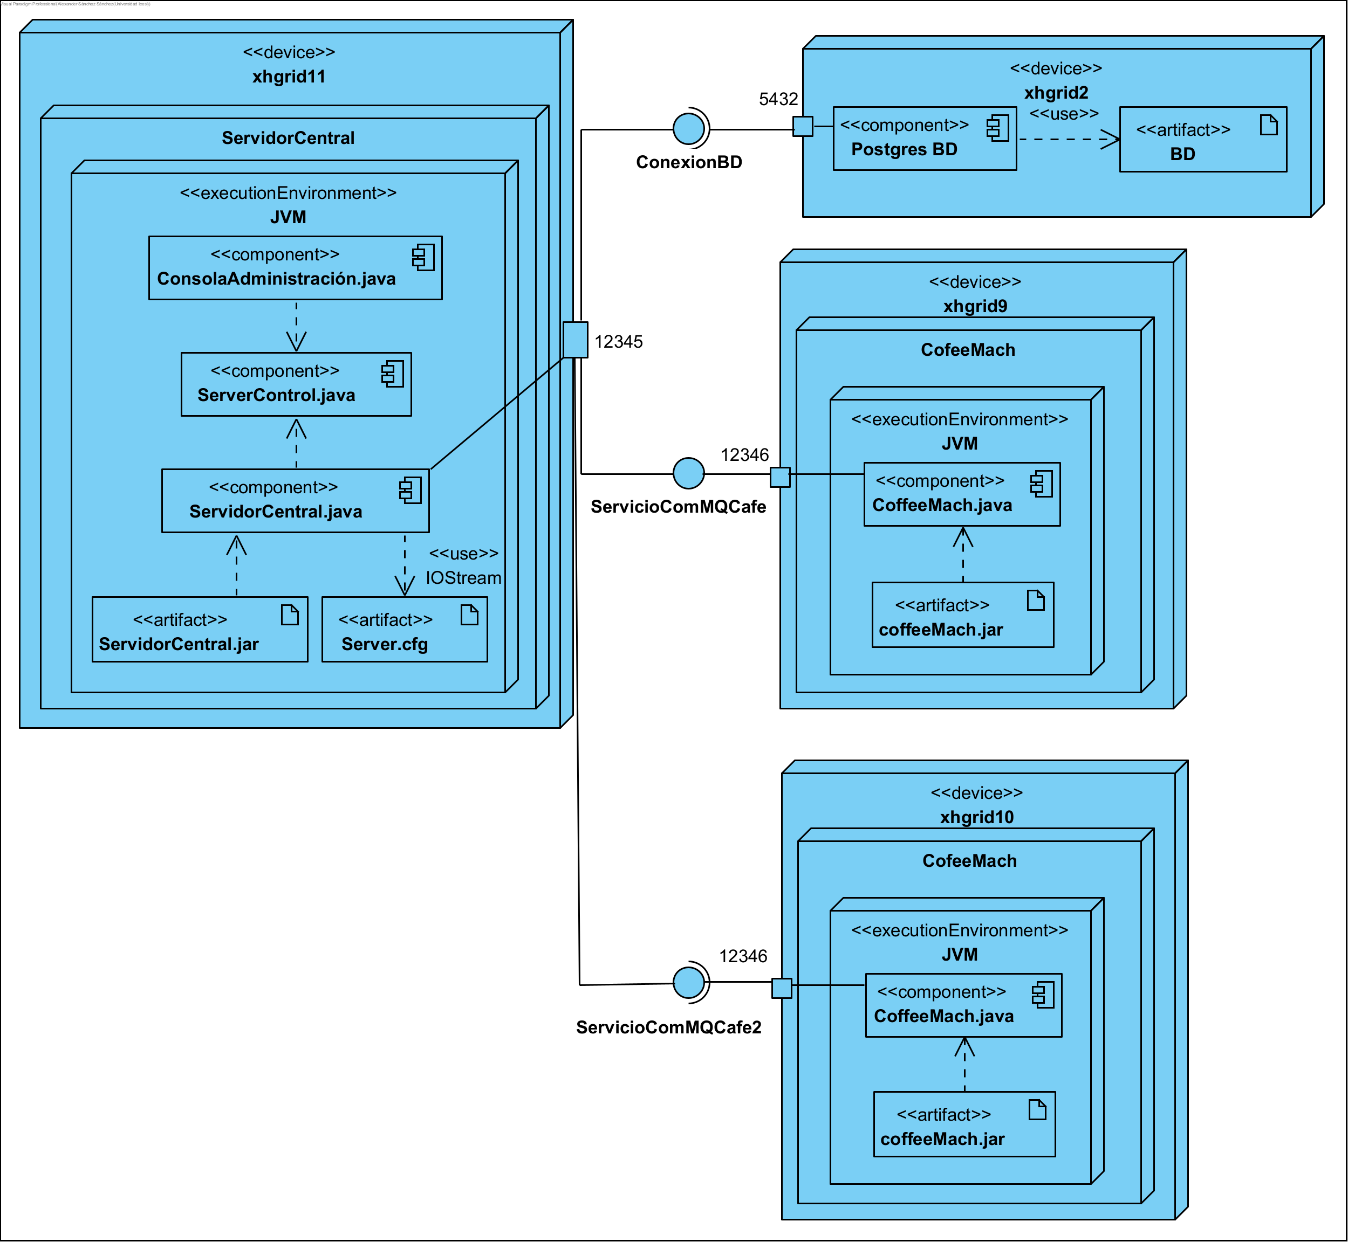 <<device>>
xhgrid11
ServidorCentral
<<executionEnvironment>>
JVM
<<component>>
ConsolaAdministración.java
<<component>>
ServerControl.java
<<component>>
ServidorCentral.java
<<use>>
IOStream
<<artifact>>
ServidorCentral.jar
<<artifact>>
Server.cfg
12345
ConexionBD
5432
<<device>>
xhgrid2
<<component>>
Postgres BD
<<use>>
<<artifact>>
BD
ServicioComMQCafe
12346
<<device>>
xhgrid9
CofeeMach
<<executionEnvironment>>
JVM
<<component>>
CoffeeMach.java
<<artifact>>
coffeeMach.jar
ServicioComMQCafe2
12346
<<device>>
xhgrid10
CofeeMach
<<executionEnvironment>>
JVM
<<component>>
CoffeeMach.java
<<artifact>>
coffeeMach.jar